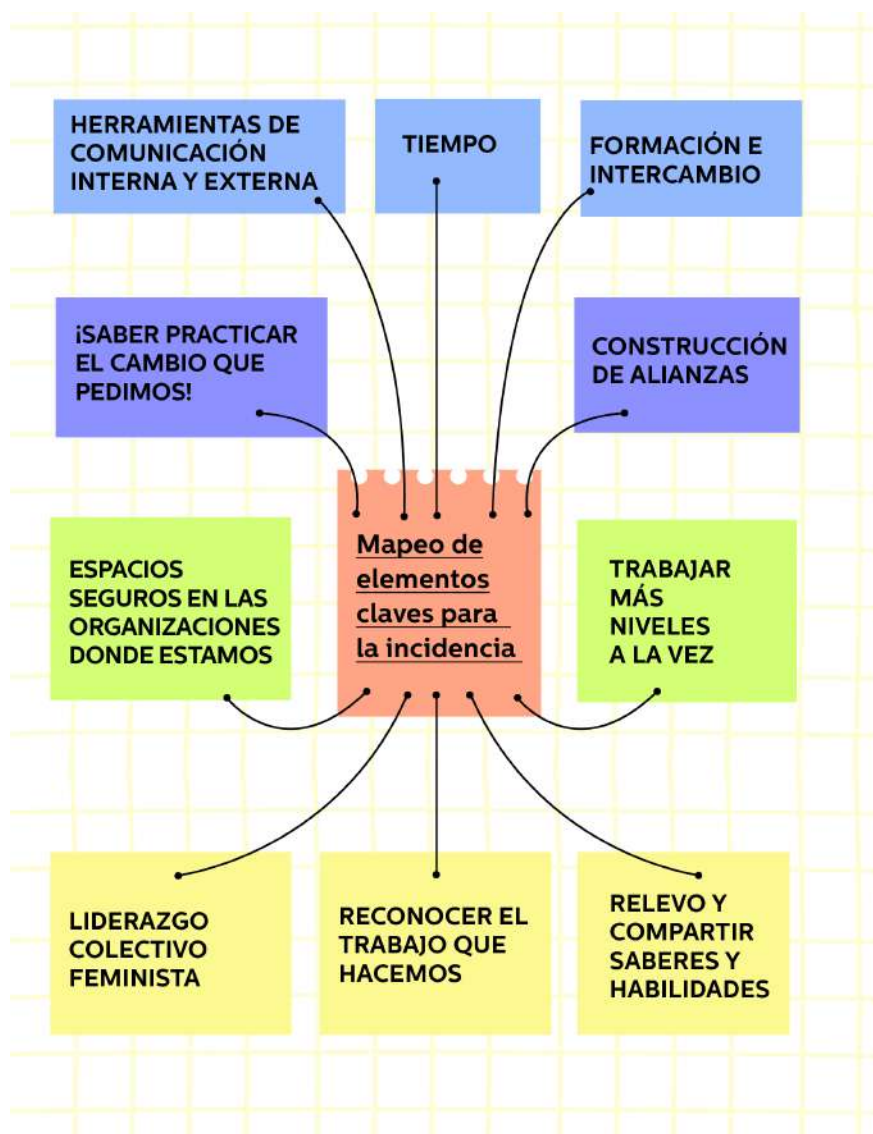 HERRAMIENTAS DE
COMUNICACIÓN
INTERNA Y EXTERNA
TIEMPO
FORMACIÓN E
INTERCAMBIO
¡SABER PRACTICAR
EL CAMBIO QUE
PEDIMOS!
CONSTRUCCIÓN
DE ALIANZAS
Mapeo de
elementos
claves para
la incidencia
ESPACIOS
SEGUROS EN LAS
ORGANIZACIONES
DONDE ESTAMOS
TRABAJAR
MÁS
NIVELES
A LA VEZ
LIDERAZGO
COLECTIVO
FEMINISTA
RECONOCER EL
TRABAJO QUE
HACEMOS
RELEVO Y
COMPARTIR
SABERES Y
HABILIDADES